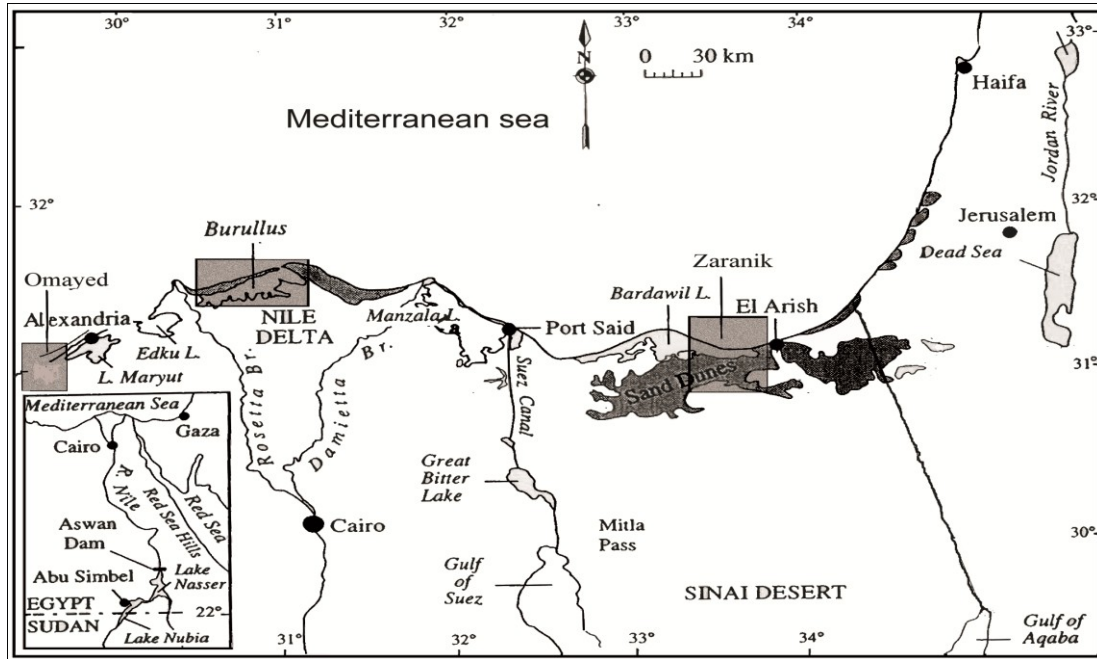 30°
31°
32°
33°
34°
33°
N
0 30 km
Haifa
Mediterranean sea
Jordan River
32°
32°
Burullus
Jerusalem
Dead Sea
Omayed
Zaranik
Bardawil L.
El Arish
Alexandria
NILE
DELTA
Manzala L.
Port Said
Edku L.
L. Maryut
31°
Suez Canal
Sand Dunes
Rosetta Br.
Damietta Br.
Mediterranean Sea
Gaza
Cairo
R. Nile
Red Sea Hills
Red Sea
Aswan
Dam
Lake
Nasser
Abu Simbel
EGYPT
SUDAN
22°
Lake Nubia
Great
Bitter
Lake
Cairo
Mitla
Pass
30°
Gulf
of
Suez
SINAI DESERT
Gulf of
Aqaba
31°
32°
33°
34°